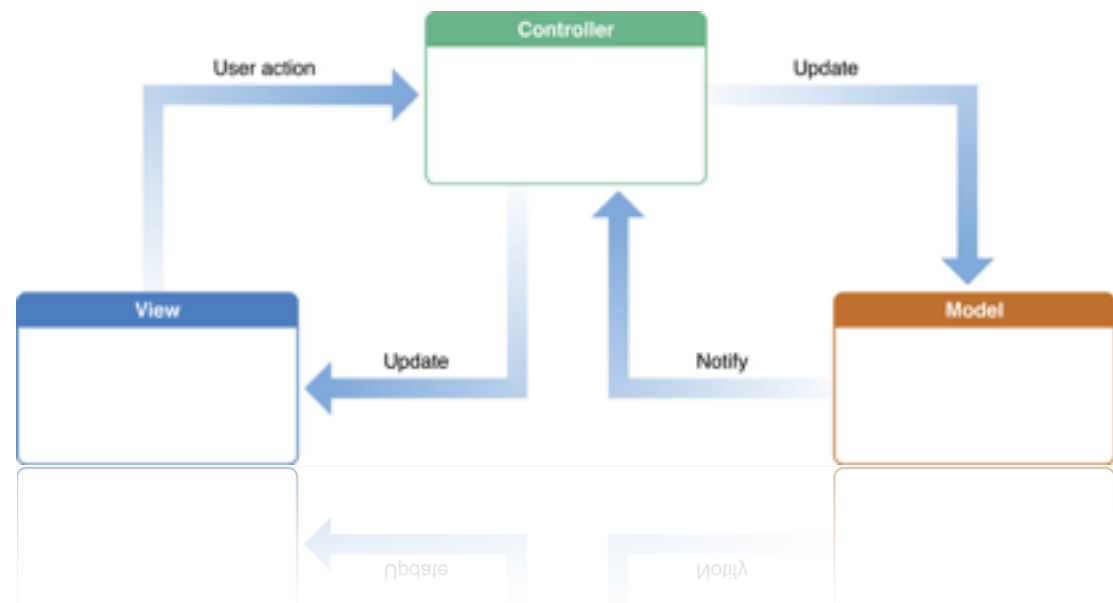 Controller
User action
Update
View
Model
Update
Notify
Update
Notify